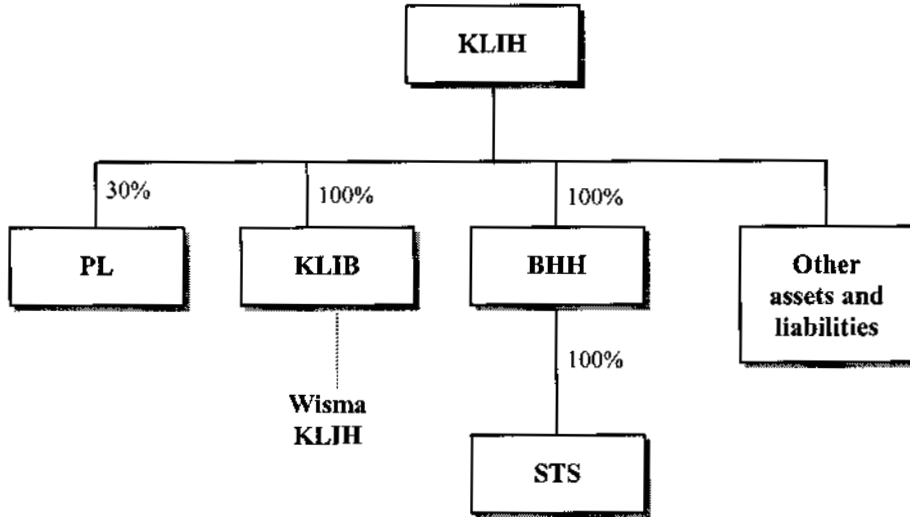 KLIH
30%
100%
100%
PL
KLIB
BHH
Other
assets and
liabilities
100%
Wisma
KLJH
STS